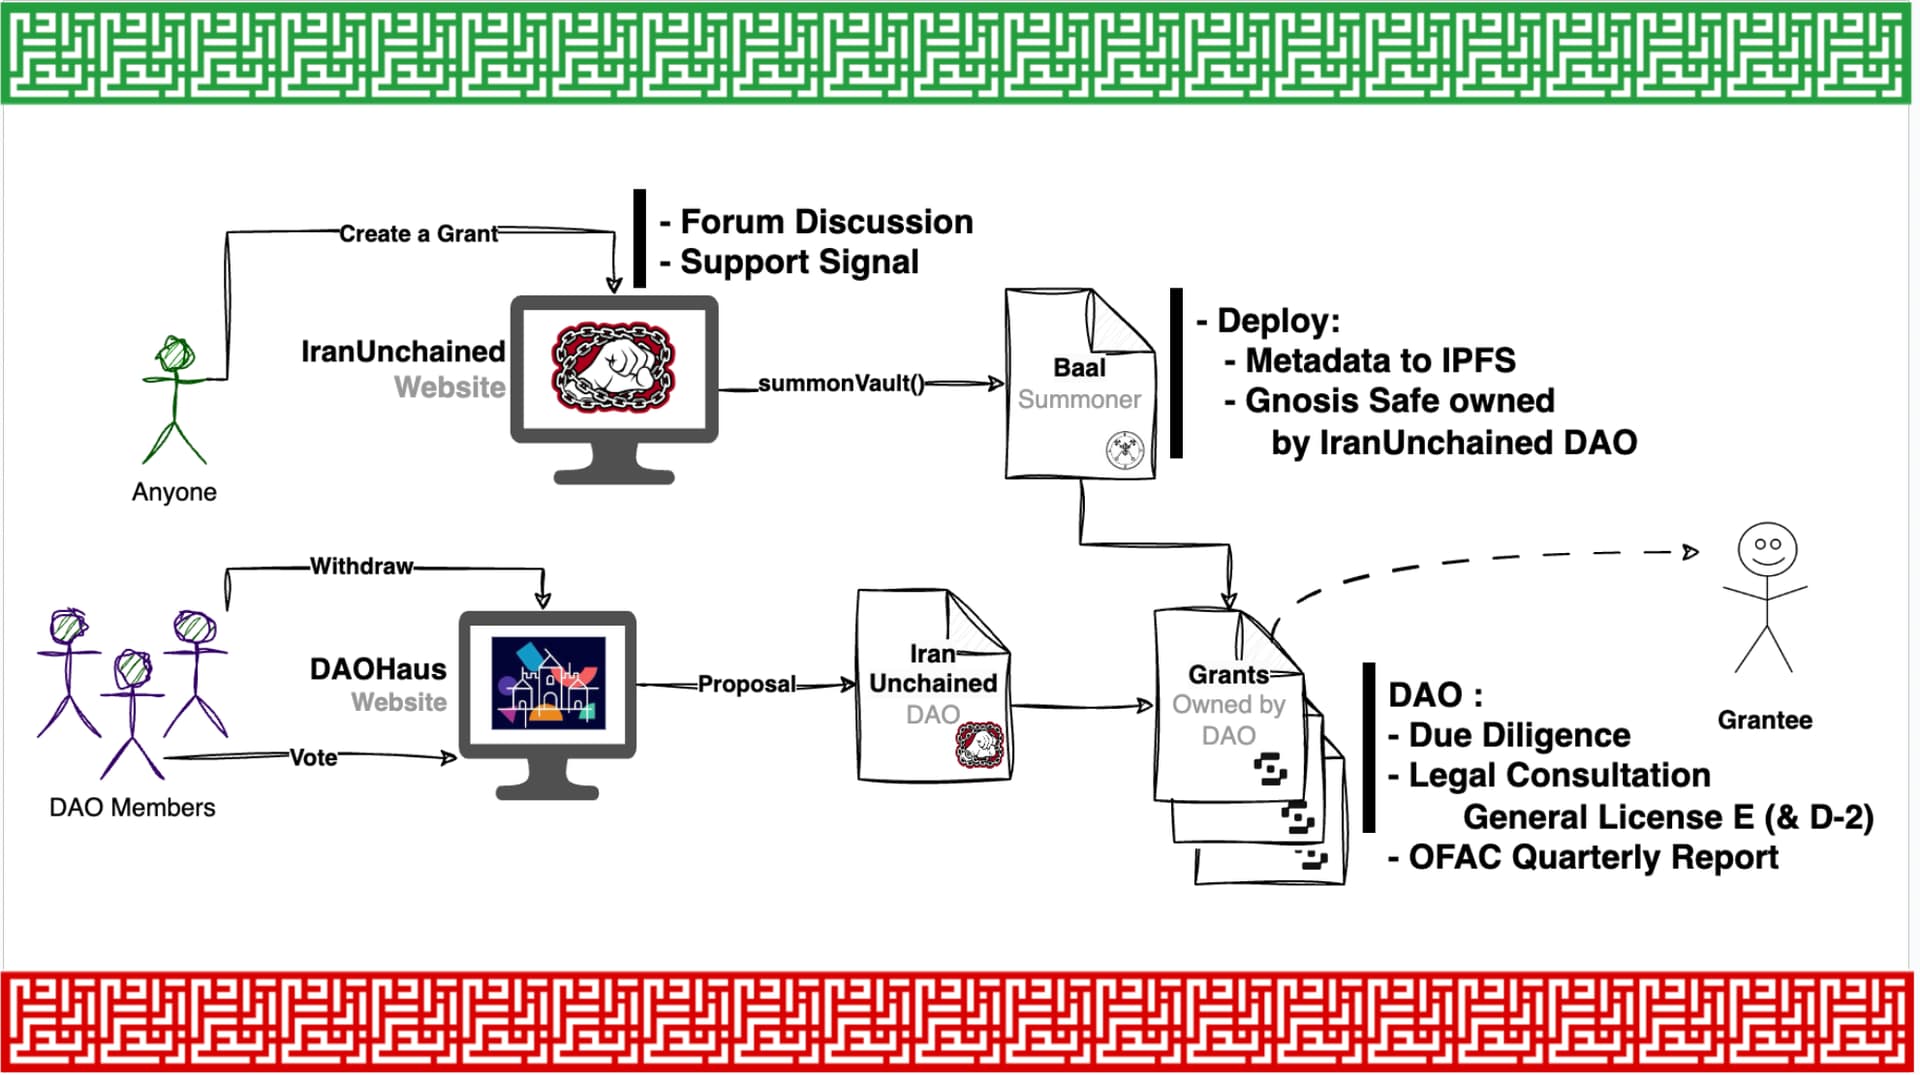 Create a Grant
- Forum Discussion
- Support Signal
IranUnchained
Website
summonVault()
Baal
Summoner
- Deploy:
- Metadata to IPFS
- Gnosis Safe owned
by IranUnchained DAO
Anyone
Withdraw
DAOHaus
Website
Proposal
Vote
DAO Members
Iran
Unchained
DAO
Grants
Owned by
DAO
Grantee
DAO :
- Due Diligence
- Legal Consultation
General License E (& D-2)
- OFAC Quarterly Report